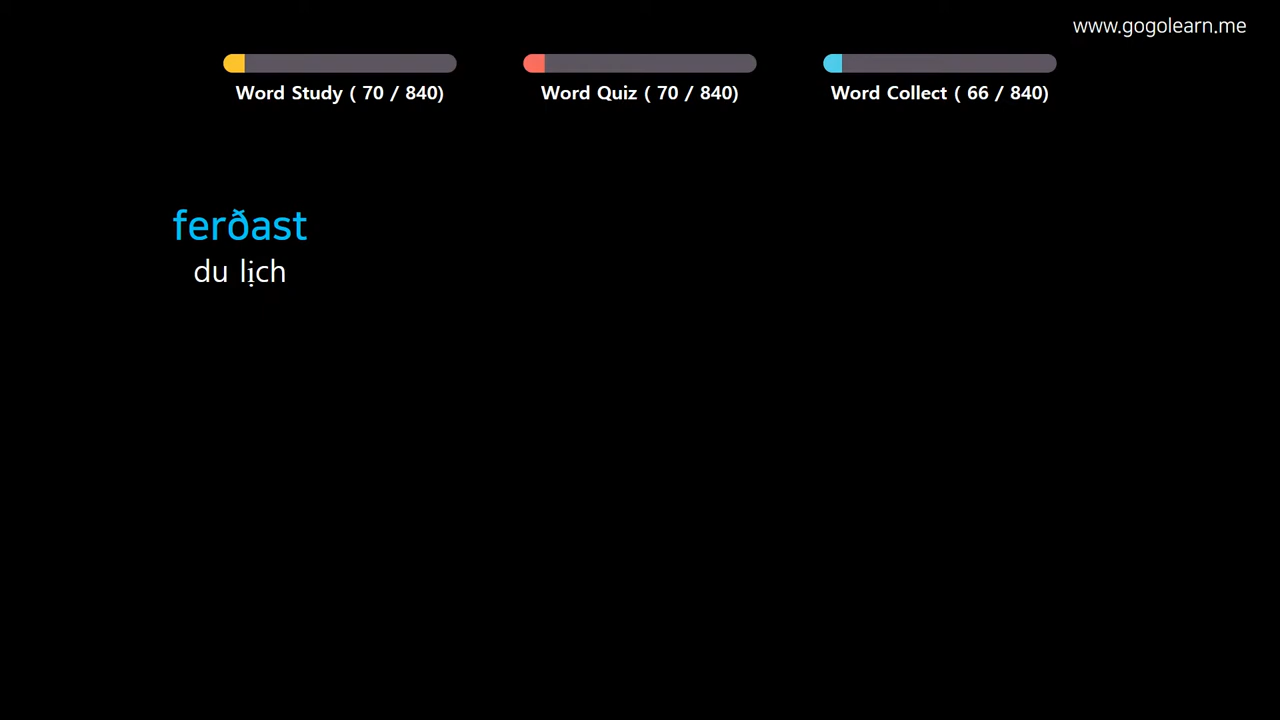 www.gogolearn.me
Word Study ( 70 / 840)
Word Quiz ( 70 / 840)
Word Collect ( 66 / 840)
ferðast
du lịch